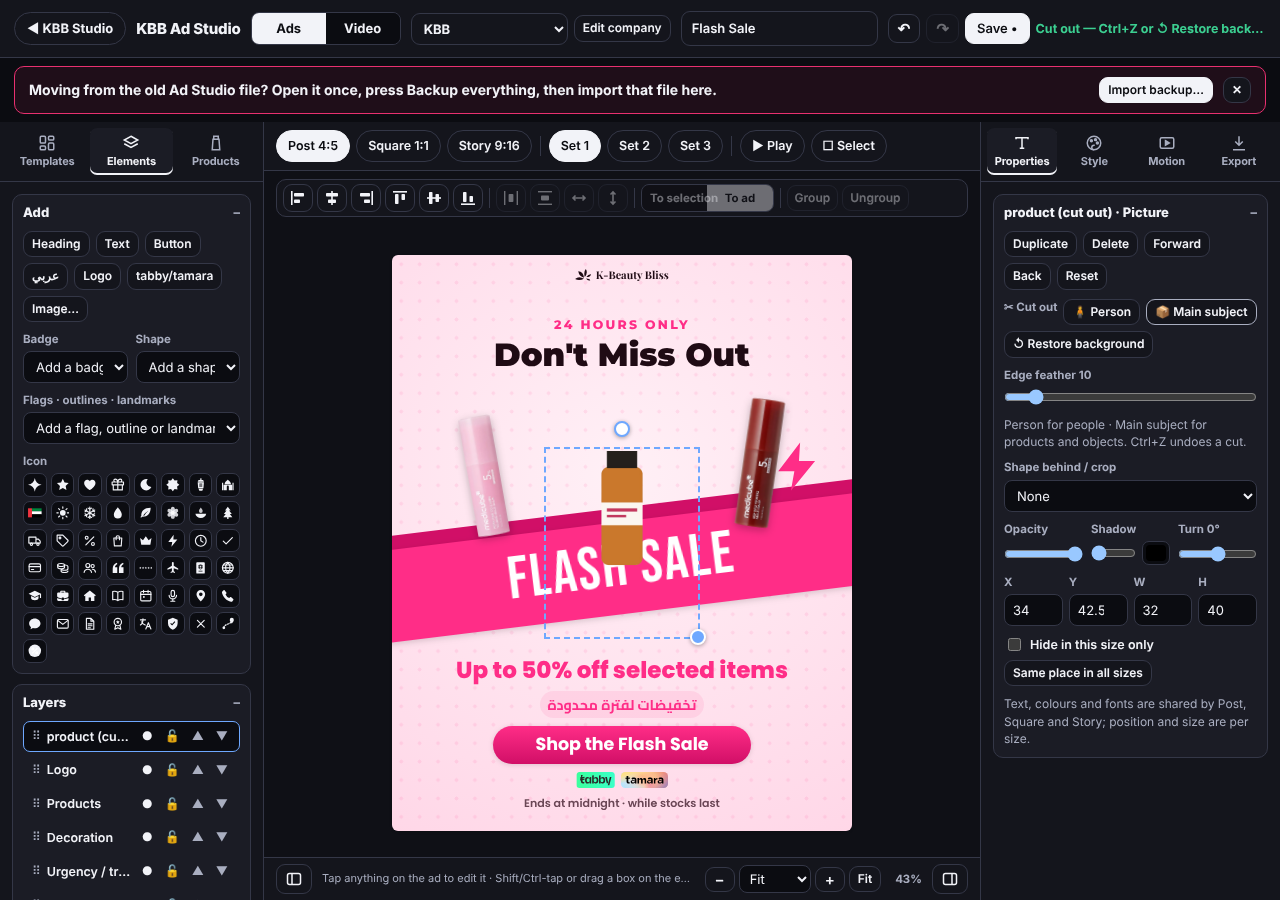 ◀ KBB Studio
KBB Ad Studio
Ads
Video
KBB
Edit company
Flash Sale
Save •
Cut out — Ctrl+Z or ↺ Restore back...
Moving from the old Ad Studio file? Open it once, press Backup everything, then import that file here.
Import backup...
Templates
Elements
Products
Post 4:5
Square 1:1
Story 9:16
Set 1
Set 2
Set 3
▶ Play
☐ Select
Properties
Style
Motion
Export
To selection
To ad
Group
Ungroup
Add
Heading
Text
Button
عربي
Logo
tabby/tamara
Image...
Badge
Shape
Add a badg
Add a shap
Flags · outlines · landmarks
Add a flag, outline or landmar
Icon
Layers
product (cu...
Logo
Products
Decoration
Urgency / tr...
K-Beauty Bliss
24 HOURS ONLY
Don't Miss Out
medicube
medicube
FLASH SALE
Up to 50% off selected items
تخفيضات لفترة محدودة
Shop the Flash Sale
tabby
tamara
Ends at midnight · while stocks last
Tap anything on the ad to edit it · Shift/Ctrl-tap or drag a box on the e...
Fit
Fit
43%
product (cut out) · Picture
Duplicate
Delete
Forward
Back
Reset
✂ Cut out
Person
Main subject
↺ Restore background
Edge feather 10
Person for people · Main subject for
products and objects. Ctrl+Z undoes a cut.
Shape behind / crop
None
Opacity
Shadow
Turn 0°
X
Y
W
H
34
42.5
32
40
Hide in this size only
Same place in all sizes
Text, colours and fonts are shared by Post,
Square and Story; position and size are per
size.